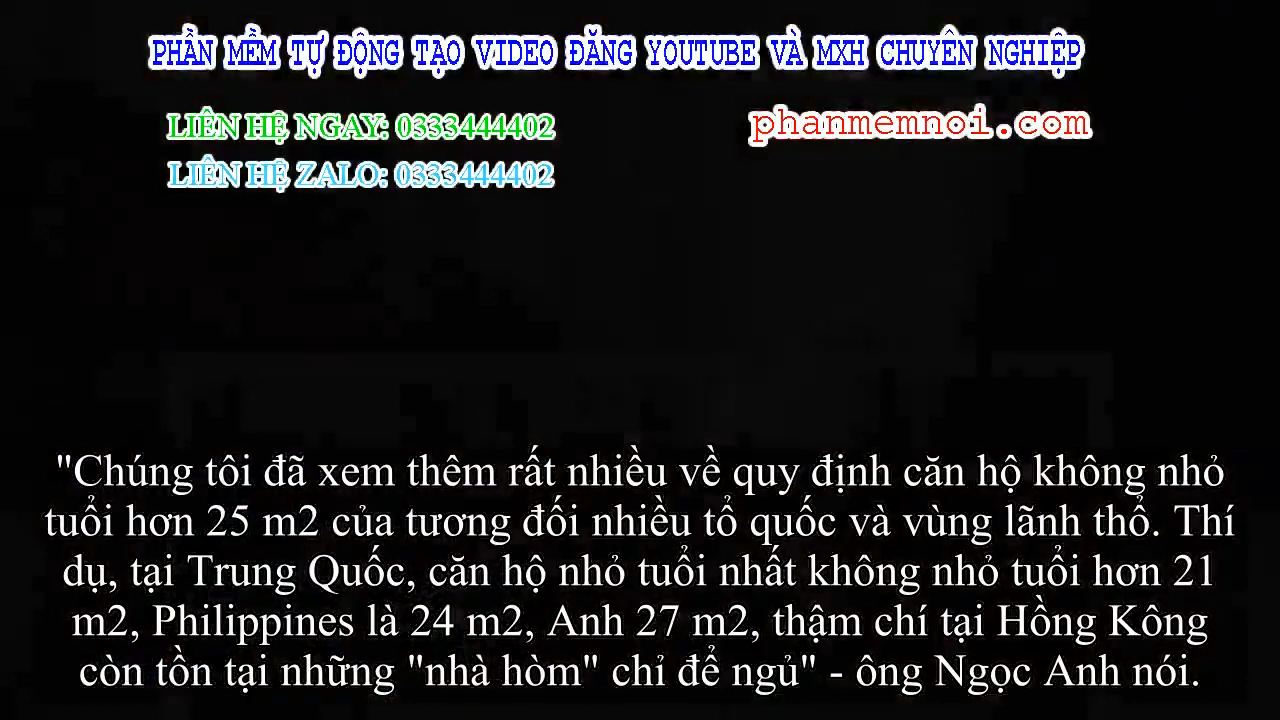 PHẦN MỀM TỰ ĐỘNG TẠO VIDEO ĐĂNG YOUTUBE VÀ MXH CHUYÊN NGHIỆP
LIÊN HỆ NGAY: 0333444402
phanmemnoi.com
LIÊN HỆ ZALO: 0333444402
"Chúng tôi đã xem thêm rất nhiều về quy định căn hộ không nhỏ
tuổi hơn 25 m2 của tương đối nhiều tổ quốc và vùng lãnh thổ. Thí
dụ, tại Trung Quốc, căn hộ nhỏ tuổi nhất không nhỏ tuổi hơn 21
m2, Philippines là 24 m2, Anh 27 m2, thậm chí tại Hồng Kông
còn tồn tại những "nhà hòm" chỉ để ngủ" - ông Ngọc Anh nói.